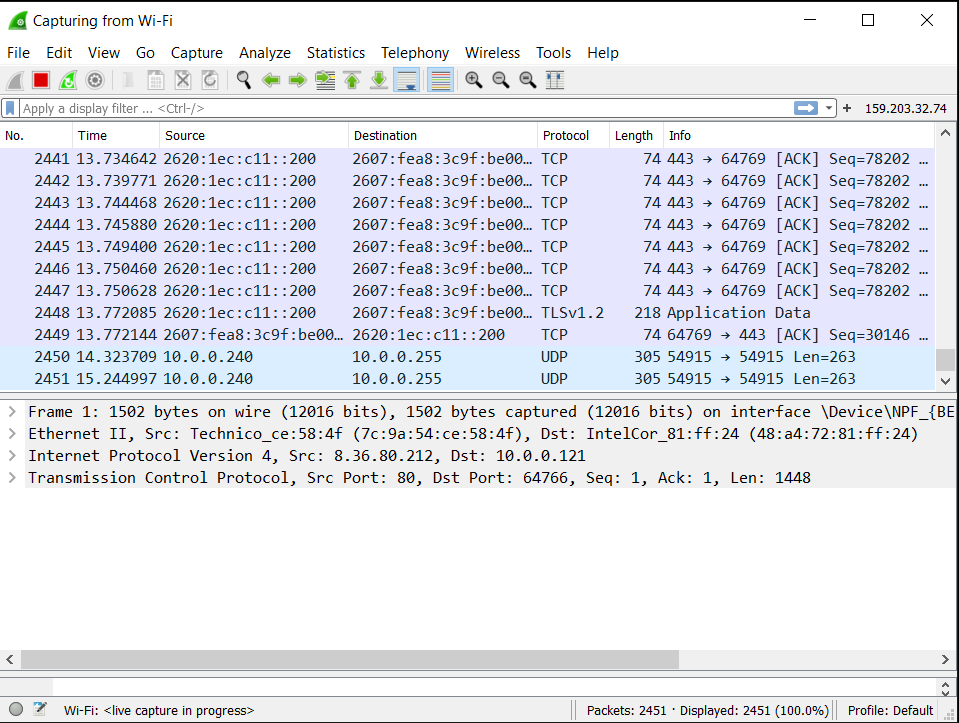 Capturing from Wi-Fi
File Edit View Go Capture Analyze Statistics Telephony Wireless Tools Help
Apply a display filter ... <Ctrl-/> + 159.203.32.74
No. Time Source Destination Protocol Length Info
2441 13.734642 2620:1ec:c11::200 2607:fea8:3c9f:be00… TCP 74 443 → 64769 [ACK] Seq=78202 …
2442 13.739771 2620:1ec:c11::200 2607:fea8:3c9f:be00… TCP 74 443 → 64769 [ACK] Seq=78202 …
2443 13.744468 2620:1ec:c11::200 2607:fea8:3c9f:be00… TCP 74 443 → 64769 [ACK] Seq=78202 …
2444 13.745880 2620:1ec:c11::200 2607:fea8:3c9f:be00… TCP 74 443 → 64769 [ACK] Seq=78202 …
2445 13.749400 2620:1ec:c11::200 2607:fea8:3c9f:be00… TCP 74 443 → 64769 [ACK] Seq=78202 …
2446 13.750460 2620:1ec:c11::200 2607:fea8:3c9f:be00… TCP 74 443 → 64769 [ACK] Seq=78202 …
2447 13.750628 2620:1ec:c11::200 2607:fea8:3c9f:be00… TCP 74 443 → 64769 [ACK] Seq=78202 …
2448 13.772085 2620:1ec:c11::200 2607:fea8:3c9f:be00… TLSv1.2 218 Application Data
2449 13.772144 2607:fea8:3c9f:be00… 2620:1ec:c11::200 TCP 74 64769 → 443 [ACK] Seq=30146 …
2450 14.323709 10.0.0.240 10.0.0.255 UDP 305 54915 → 54915 Len=263
2451 15.244997 10.0.0.240 10.0.0.255 UDP 305 54915 → 54915 Len=263
Frame 1: 1502 bytes on wire (12016 bits), 1502 bytes captured (12016 bits) on interface \Device\NPF_{BE
Ethernet II, Src: Technico_ce:58:4f (7c:9a:54:ce:58:4f), Dst: IntelCor_81:ff:24 (48:a4:72:81:ff:24)
Internet Protocol Version 4, Src: 8.36.80.212, Dst: 10.0.0.121
Transmission Control Protocol, Src Port: 80, Dst Port: 64766, Seq: 1, Ack: 1, Len: 1448
Wi-Fi: <live capture in progress> Packets: 2451 · Displayed: 2451 (100.0%) Profile: Default